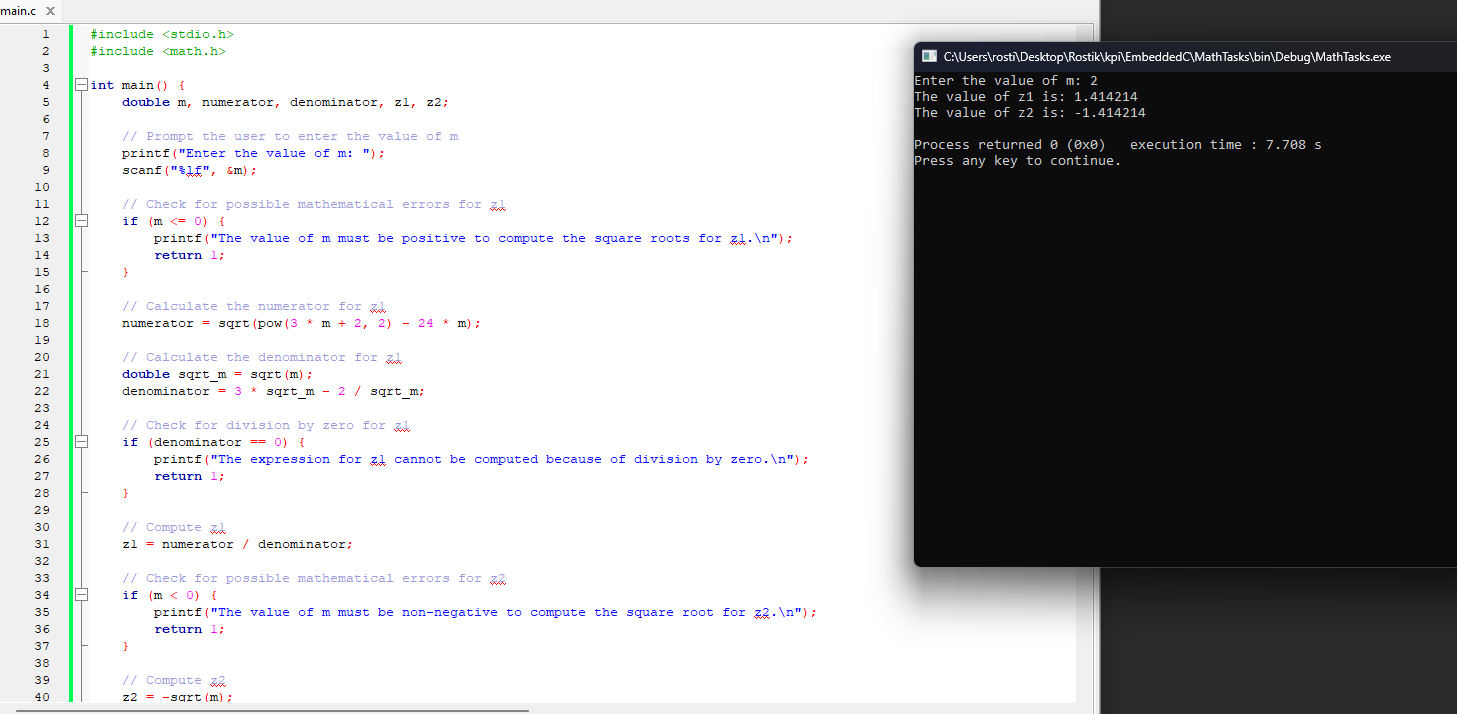 main.c X
1 #include <stdio.h>
2 #include <math.h>
3
4 int main() {
5 double m, numerator, denominator, z1, z2;
6
7 // Prompt the user to enter the value of m
8 printf("Enter the value of m: ");
9 scanf("%lf", &m);
10
11 // Check for possible mathematical errors for z1
12 if (m <= 0) {
13 printf("The value of m must be positive to compute the square roots for z1.\n");
14 return 1;
15 }
16
17 // Calculate the numerator for z1
18 numerator = sqrt(pow(3 * m + 2, 2) - 24 * m);
19
20 // Calculate the denominator for z1
21 double sqrt_m = sqrt(m);
22 denominator = 3 * sqrt_m - 2 / sqrt_m;
23
24 // Check for division by zero for z1
25 if (denominator == 0) {
26 printf("The expression for z1 cannot be computed because of division by zero.\n");
27 return 1;
28 }
29
30 // Compute z1
31 z1 = numerator / denominator;
32
33 // Check for possible mathematical errors for z2
34 if (m < 0) {
35 printf("The value of m must be non-negative to compute the square root for z2.\n");
36 return 1;
37 }
38
39 // Compute z2
40 z2 = -sqrt(m);
C:\Users\rosti\Desktop\Rostik\kpi\EmbeddedC\MathTasks\bin\Debug\MathTasks.exe
Enter the value of m: 2
The value of z1 is: 1.414214
The value of z2 is: -1.414214
Process returned 0 (0x0)   execution time : 7.708 s
Press any key to continue.